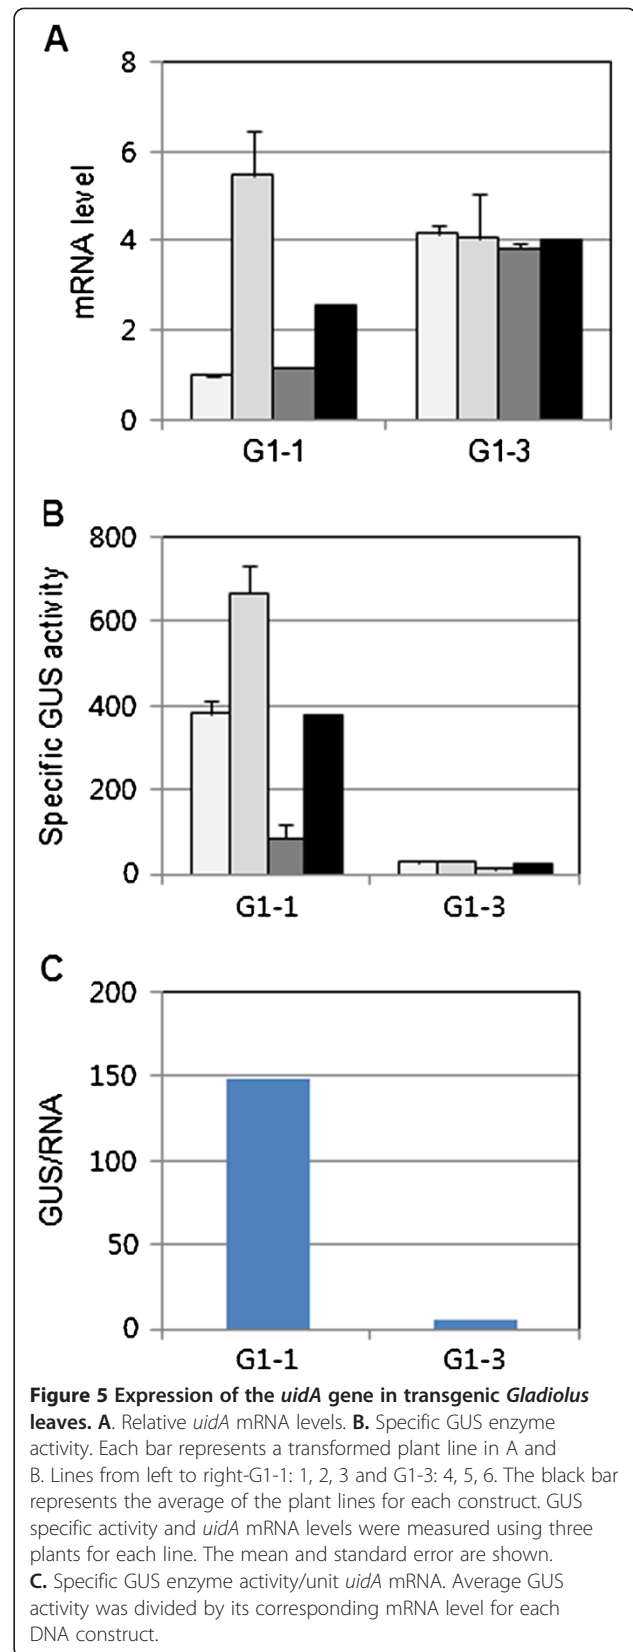 A
8
6
4
2
0
mRNA level
G1-1 G1-3
B
800
600
400
200
0
Specific GUS activity
G1-1 G1-3
C
200
150
100
50
0
GUS/RNA
G1-1 G1-3
Figure 5 Expression of the uidA gene in transgenic Gladiolus
leaves. A. Relative uidA mRNA levels. B. Specific GUS enzyme
activity. Each bar represents a transformed plant line in A and
B. Lines from left to right-G1-1: 1, 2, 3 and G1-3: 4, 5, 6. The black bar
represents the average of the plant lines for each construct. GUS
specific activity and uidA mRNA levels were measured using three
plants for each line. The mean and standard error are shown.
C. Specific GUS enzyme activity/unit uidA mRNA. Average GUS
activity was divided by its corresponding mRNA level for each
DNA construct.